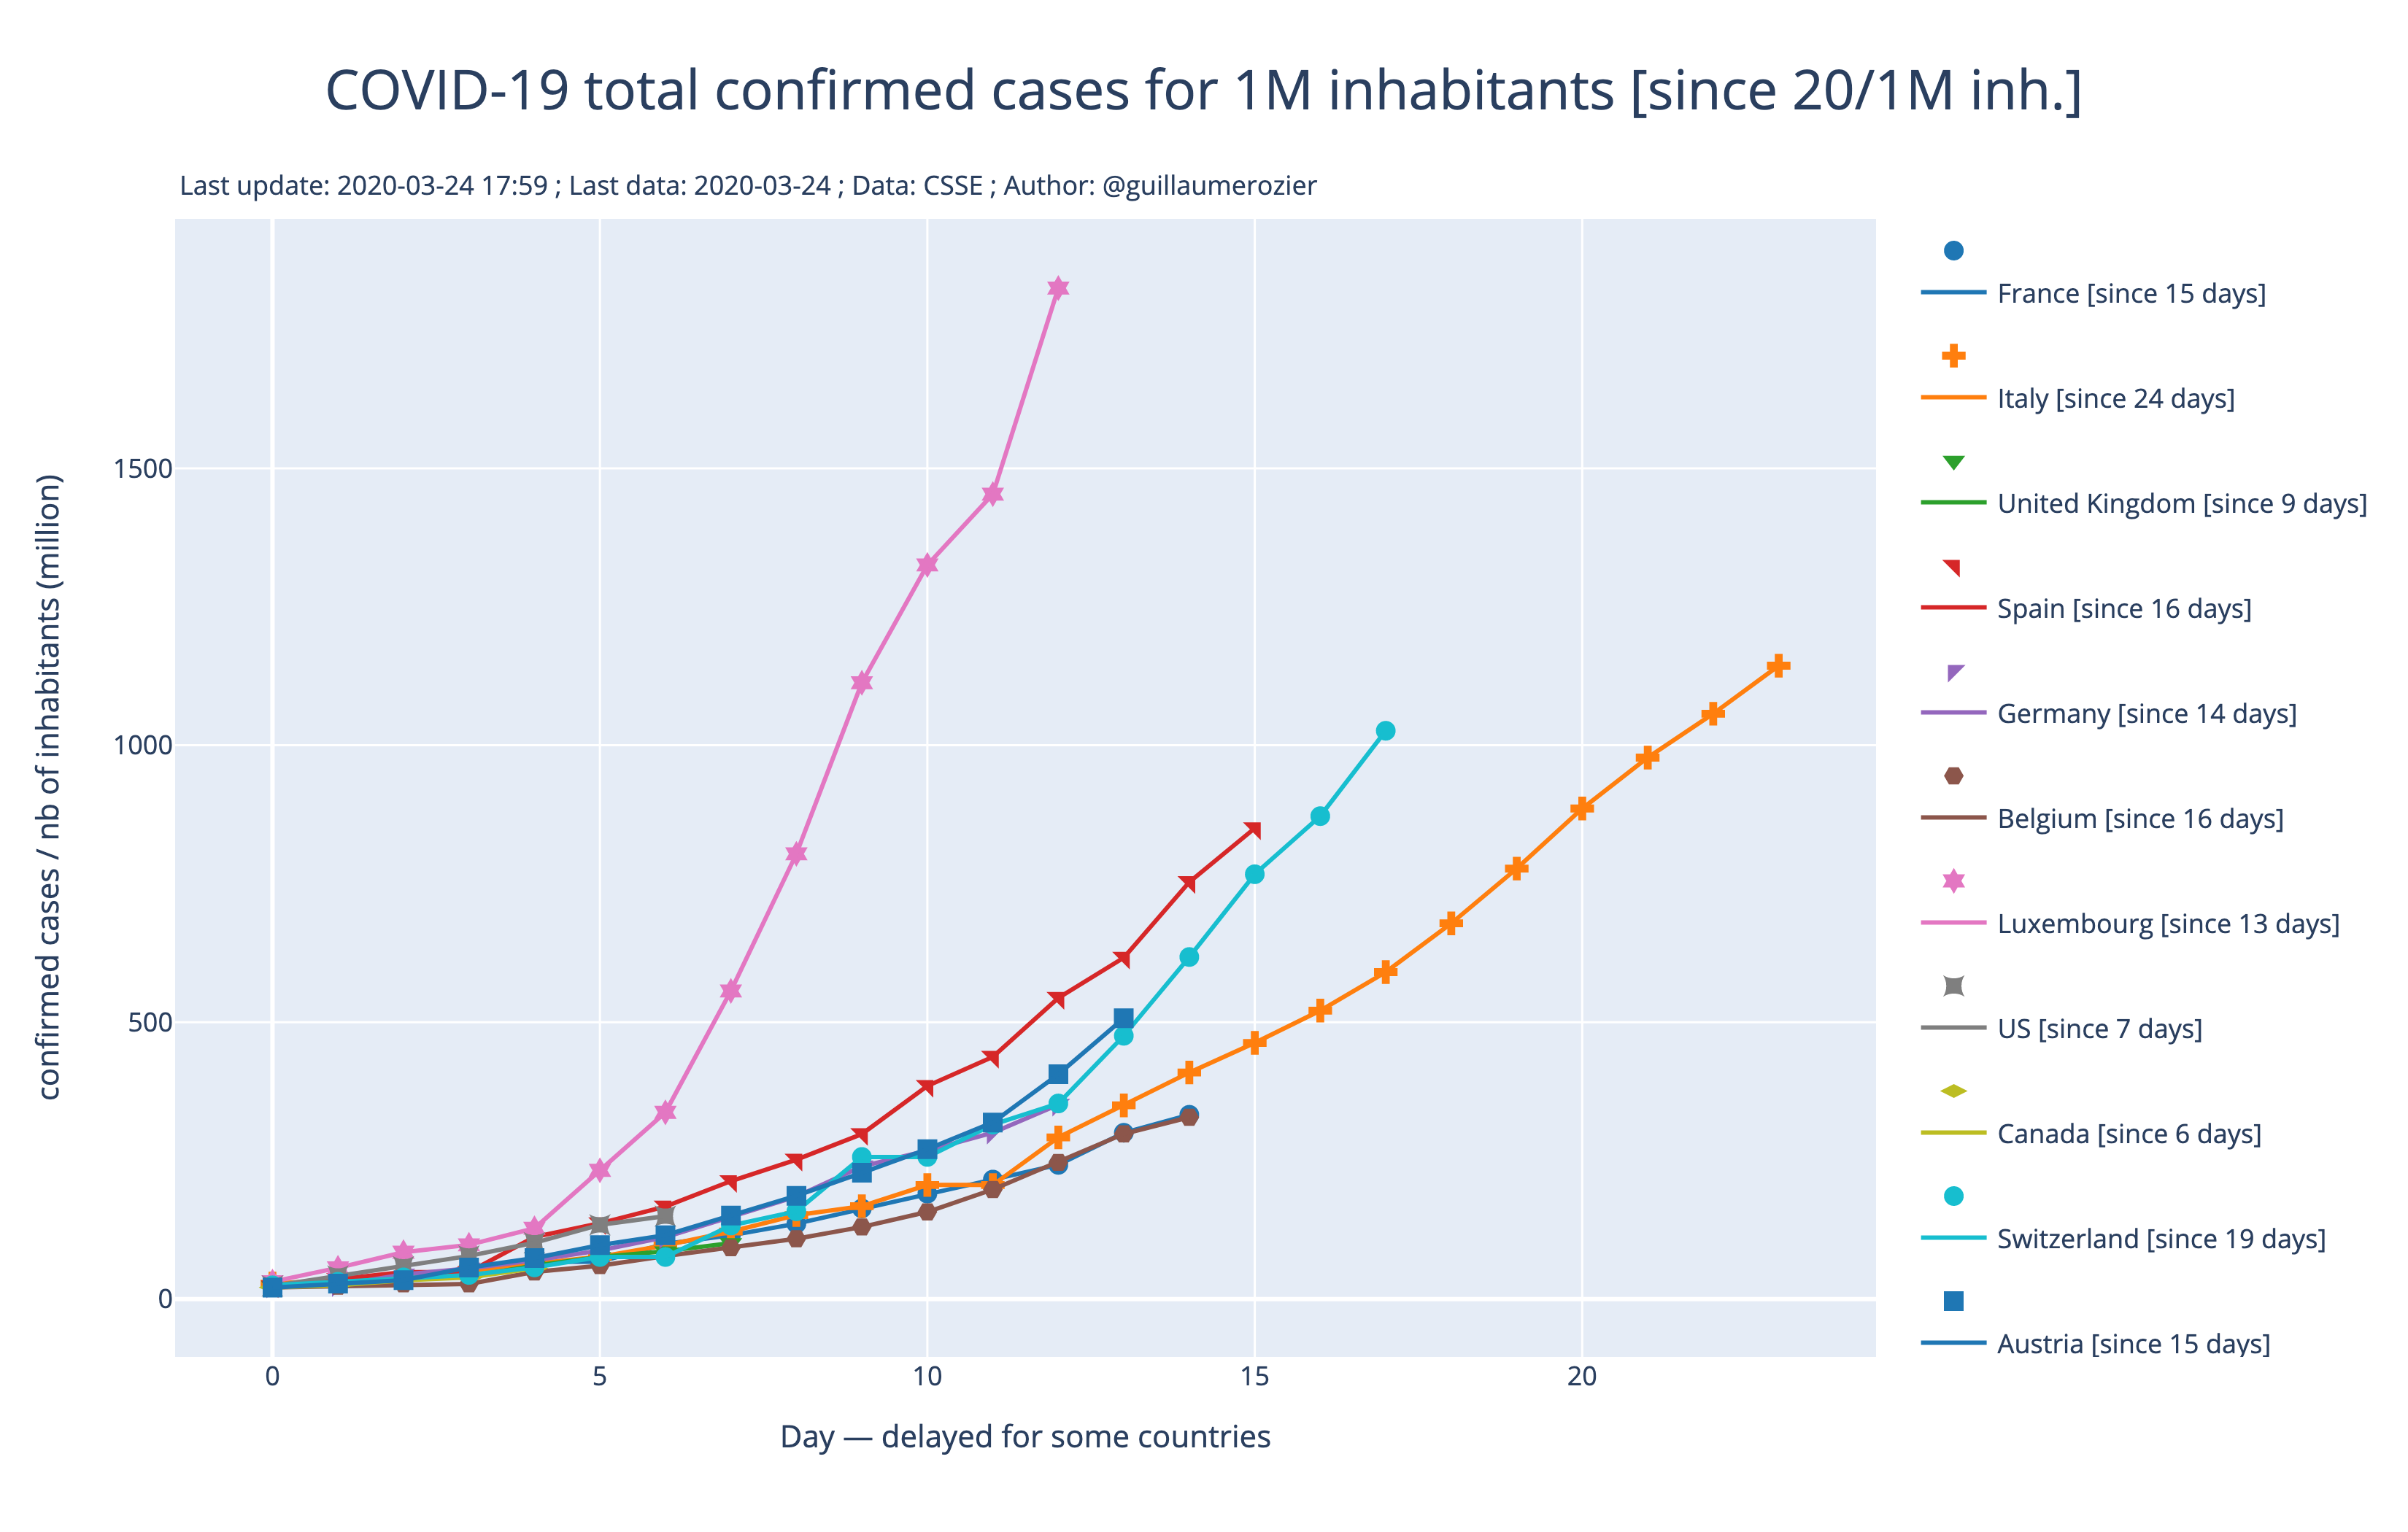 COVID-19 total confirmed cases for 1M inhabitants [since 20/1M inh.]
Last update: 2020-03-24 17:59 ; Last data: 2020-03-24 ; Data: CSSE ; Author: @guillaumerozier
confirmed cases / nb of inhabitants (million)
1500
1000
500
0
0 5 10 15 20
Day — delayed for some countries
France [since 15 days]
Italy [since 24 days]
United Kingdom [since 9 days]
Spain [since 16 days]
Germany [since 14 days]
Belgium [since 16 days]
Luxembourg [since 13 days]
US [since 7 days]
Canada [since 6 days]
Switzerland [since 19 days]
Austria [since 15 days]